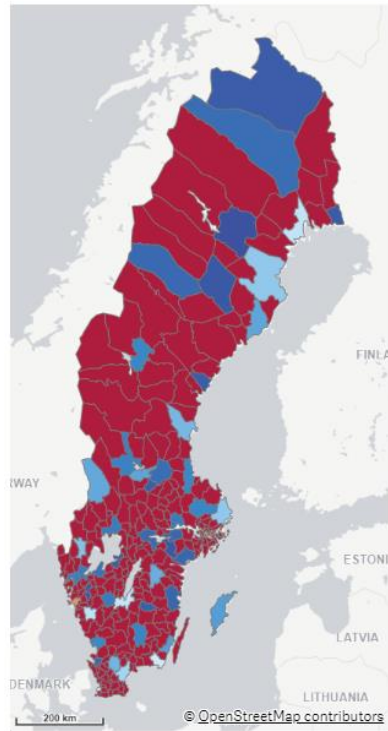 FINLA
RWAY
ESTONI
LATVIA
DENMARK
LITHUANIA
200 km
© OpenStreetMap contributors